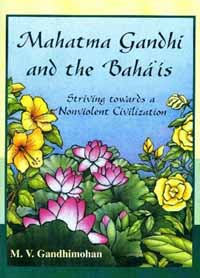 Mahatma Gandhi
and the Bahá'ís
Striving towards a
Nonviolent Civilization
M. V. Gandhimohan